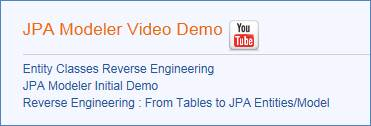 JPA Modeler Video Demo You Tube
Entity Classes Reverse Engineering
JPA Modeler Initial Demo
Reverse Engineering : From Tables to JPA Entities/Model